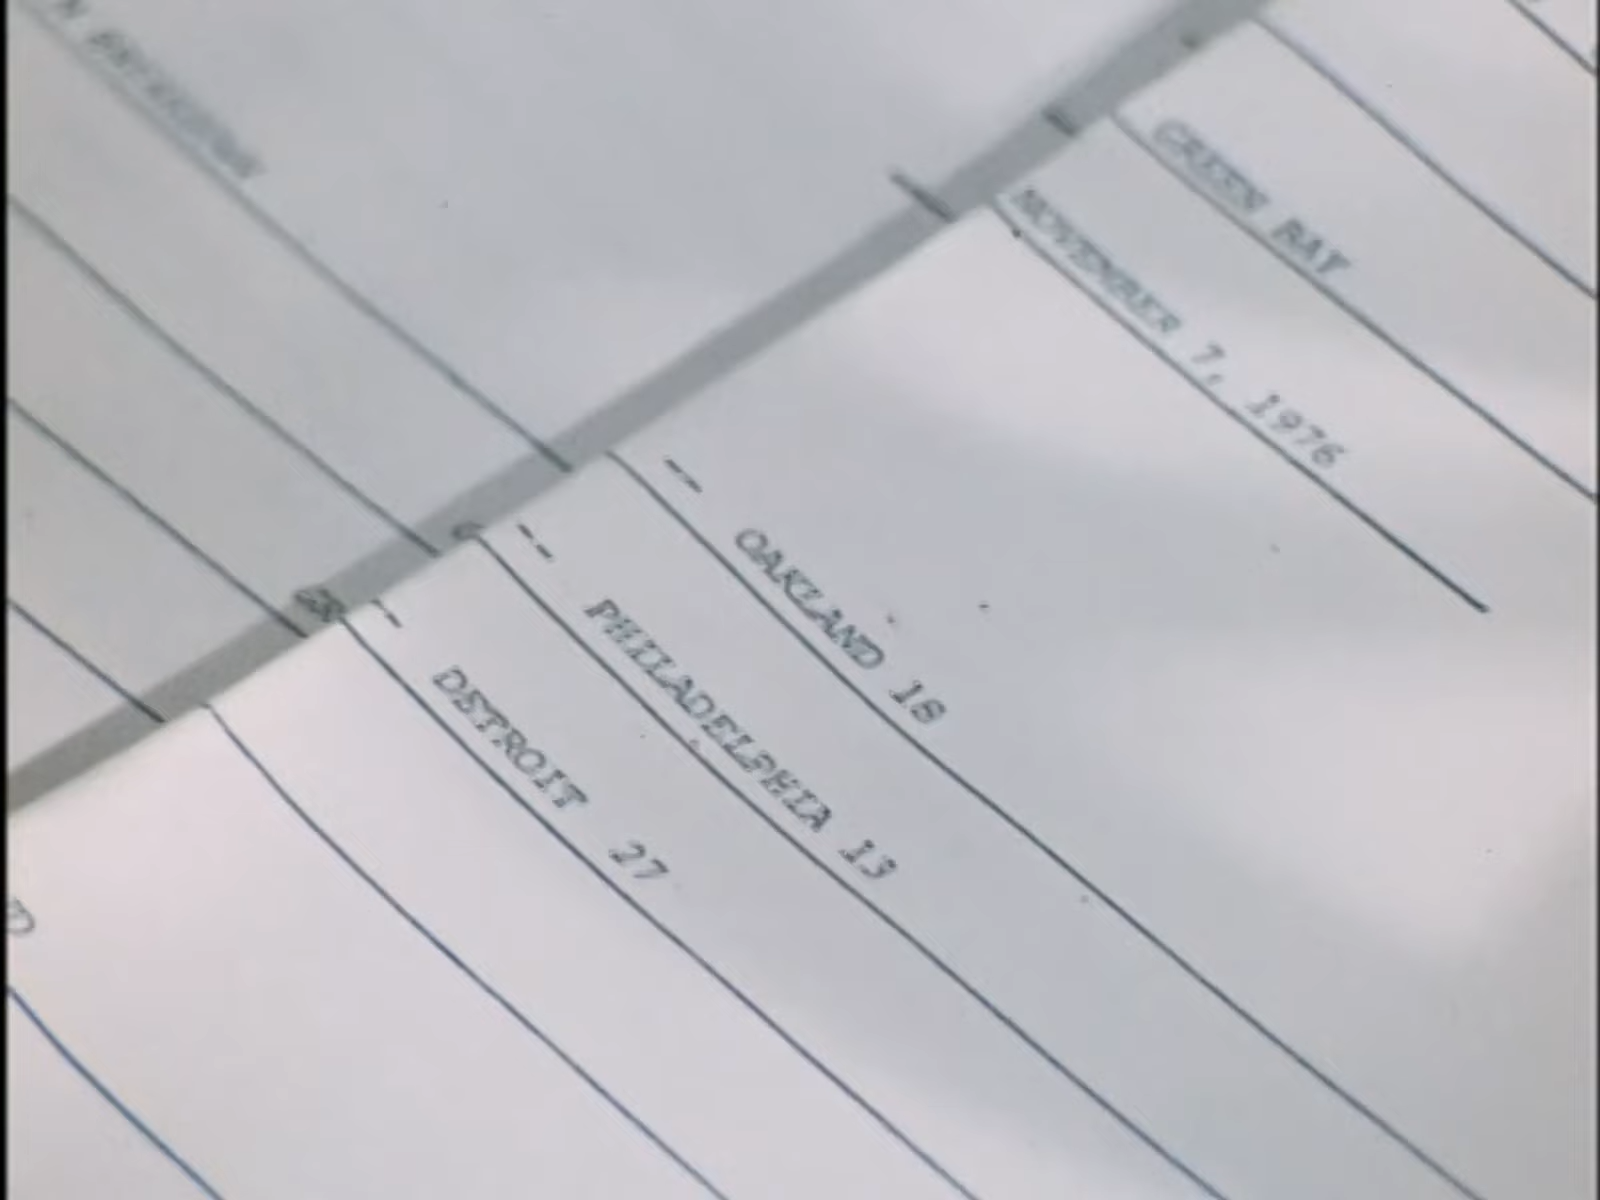 GREEN BAY
NOVEMBER 7, 1976
-- OAKLAND 18
-- PHILADELPHIA 13
-- DETROIT 27